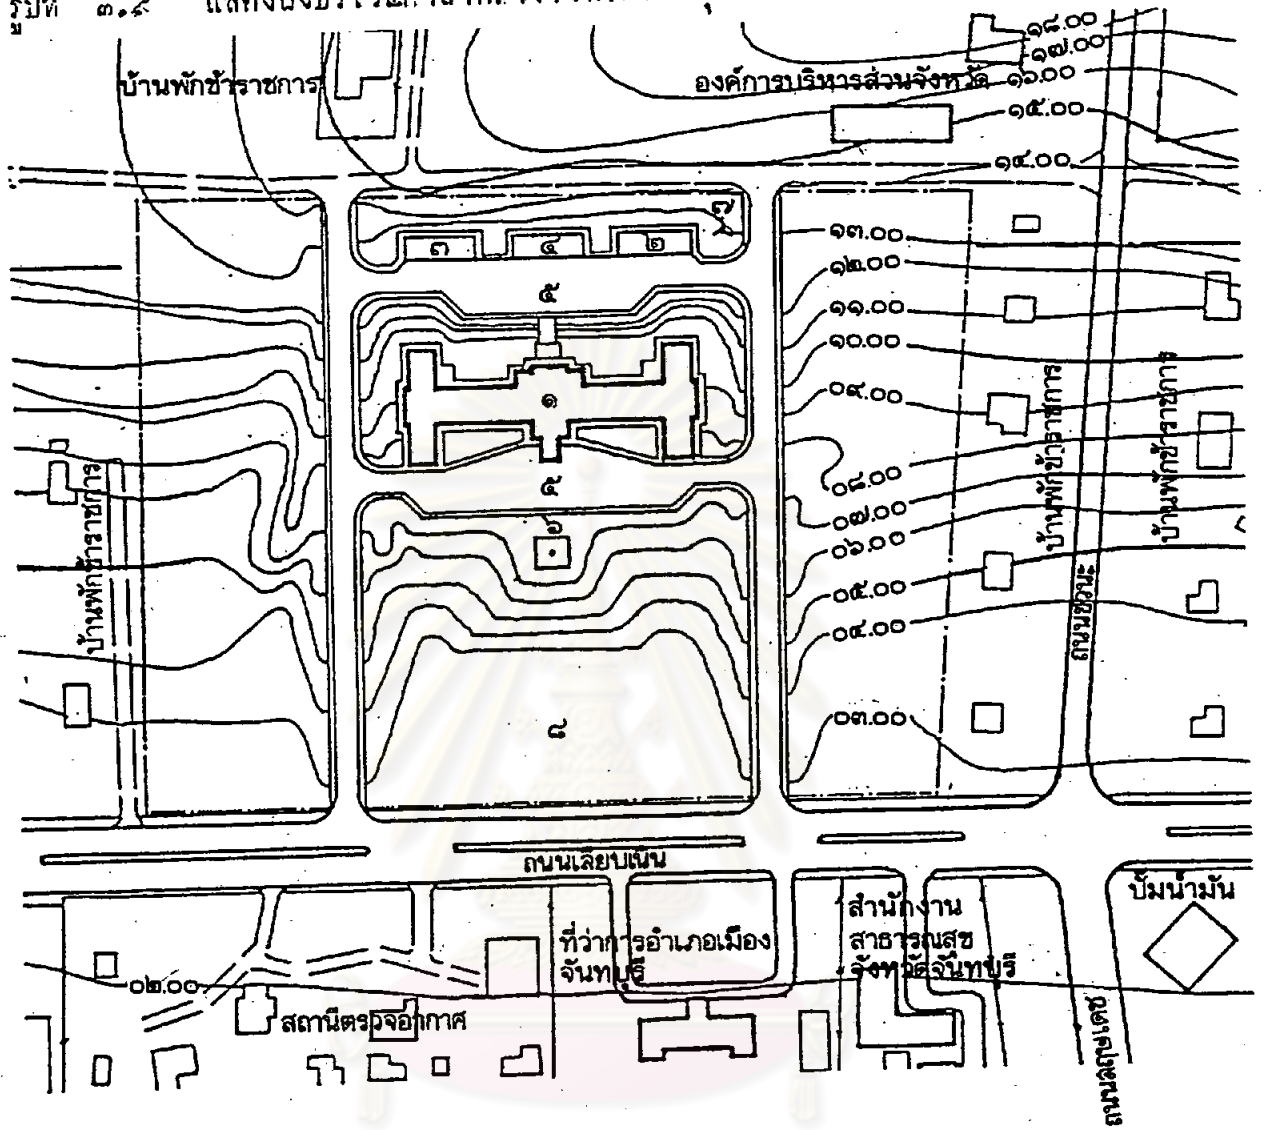 รูปที่ ๓.๙
๑๘.๐๐
๑๗.๐๐
บ้านพักข้าราชการ
องค์การบริหารส่วนจังหวัด
๑๖.๐๐
๑๕.๐๐
๑๔.๐๐
๗
๓ ๔ ๒
๑๓.๐๐
๑๒.๐๐
๕
๑๑.๐๐
๑๐.๐๐
๐๙.๐๐
๑
บ้านพักข้าราชการ
บ้านพักข้าราชการ
๐๘.๐๐
๕
๐๗.๐๐
๖
๐๖.๐๐
บ้านพักข้าราชการ
๐๕.๐๐
๐๔.๐๐
ถนนชวนะ
๐๓.๐๐
๘
ถนนเลียบเนิน
ปั๊มน้ำมัน
ที่ว่าการอำเภอเมือง
จันทบุรี
สำนักงาน
สาธารณสุข
จังหวัดจันทบุรี
๐๒.๐๐
สถานีตรวจอากาศ